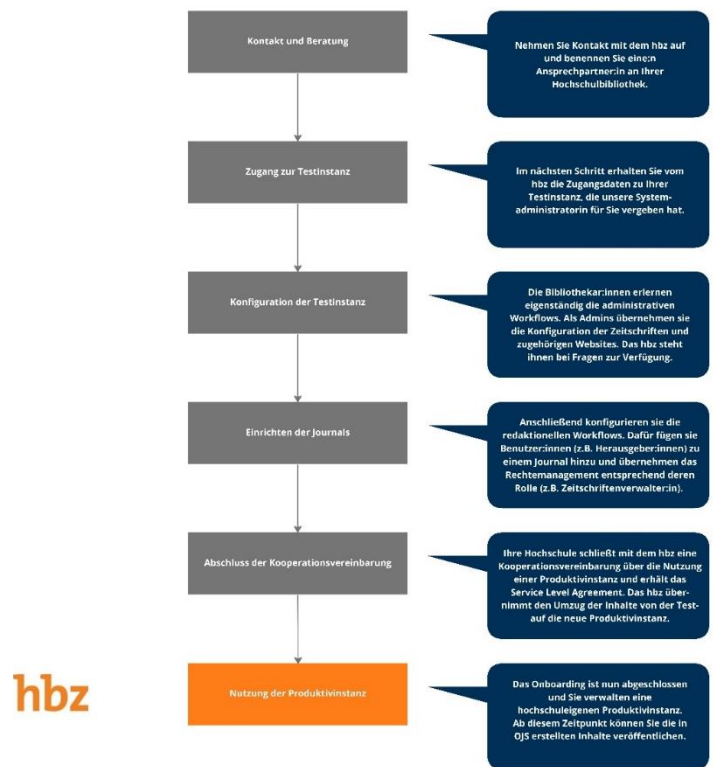 Kontakt und Beratung
Nehmen Sie Kontakt mit dem hbz auf
und benennen Sie eine:n
Ansprechpartner:in an Ihrer
Hochschulbibliothek.
Zugang zur Testinstanz
Im nächsten Schritt erhalten Sie vom
hbz die Zugangsdaten zu Ihrer
Testinstanz, die unsere System-
administratorin für Sie vergeben hat.
Konfiguration der Testinstanz
Die Bibliothekar:innen erlernen
eigenständig die administrativen
Workflows. Als Admins übernehmen sie
die Konfiguration der Zeitschriften und
zugehörigen Websites. Das hbz steht
ihnen bei Fragen zur Verfügung.
Einrichten der Journals
Anschließend konfigurieren sie die
redaktionellen Workflows. Dafür fügen sie
Benutzer:innen (z.B. Herausgeber:innen) zu
einem Journal hinzu und übernehmen das
Rechtemanagement entsprechend deren
Rolle (z.B. Zeitschriftenverwalter:in).
Abschluss der Kooperationsvereinbarung
Ihre Hochschule schließt mit dem hbz eine
Kooperationsvereinbarung über die Nutzung
einer Produktivinstanz und erhält das
Service Level Agreement. Das hbz über-
nimmt den Umzug der Inhalte von der Test-
auf die neue Produktivinstanz.
hbz
Nutzung der Produktivinstanz
Das Onboarding ist nun abgeschlossen
und Sie verwalten eine
hochschuleigenen Produktivinstanz.
Ab diesem Zeitpunkt können Sie die in
OJS erstellten Inhalte veröffentlichen.